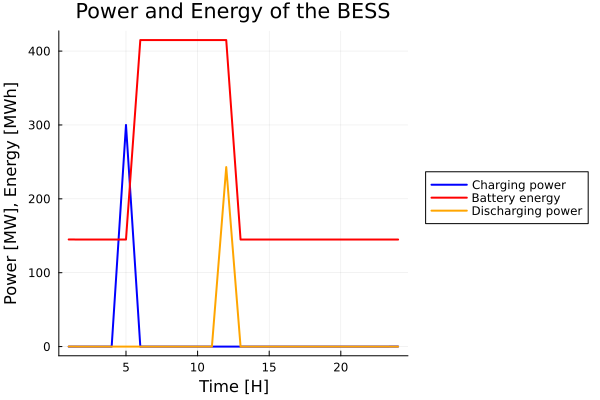 Power and Energy of the BESS
Power [MW], Energy [MWh]
400
300
200
100
0
5
10
15
20
Time [H]
Charging power
Battery energy
Discharging power